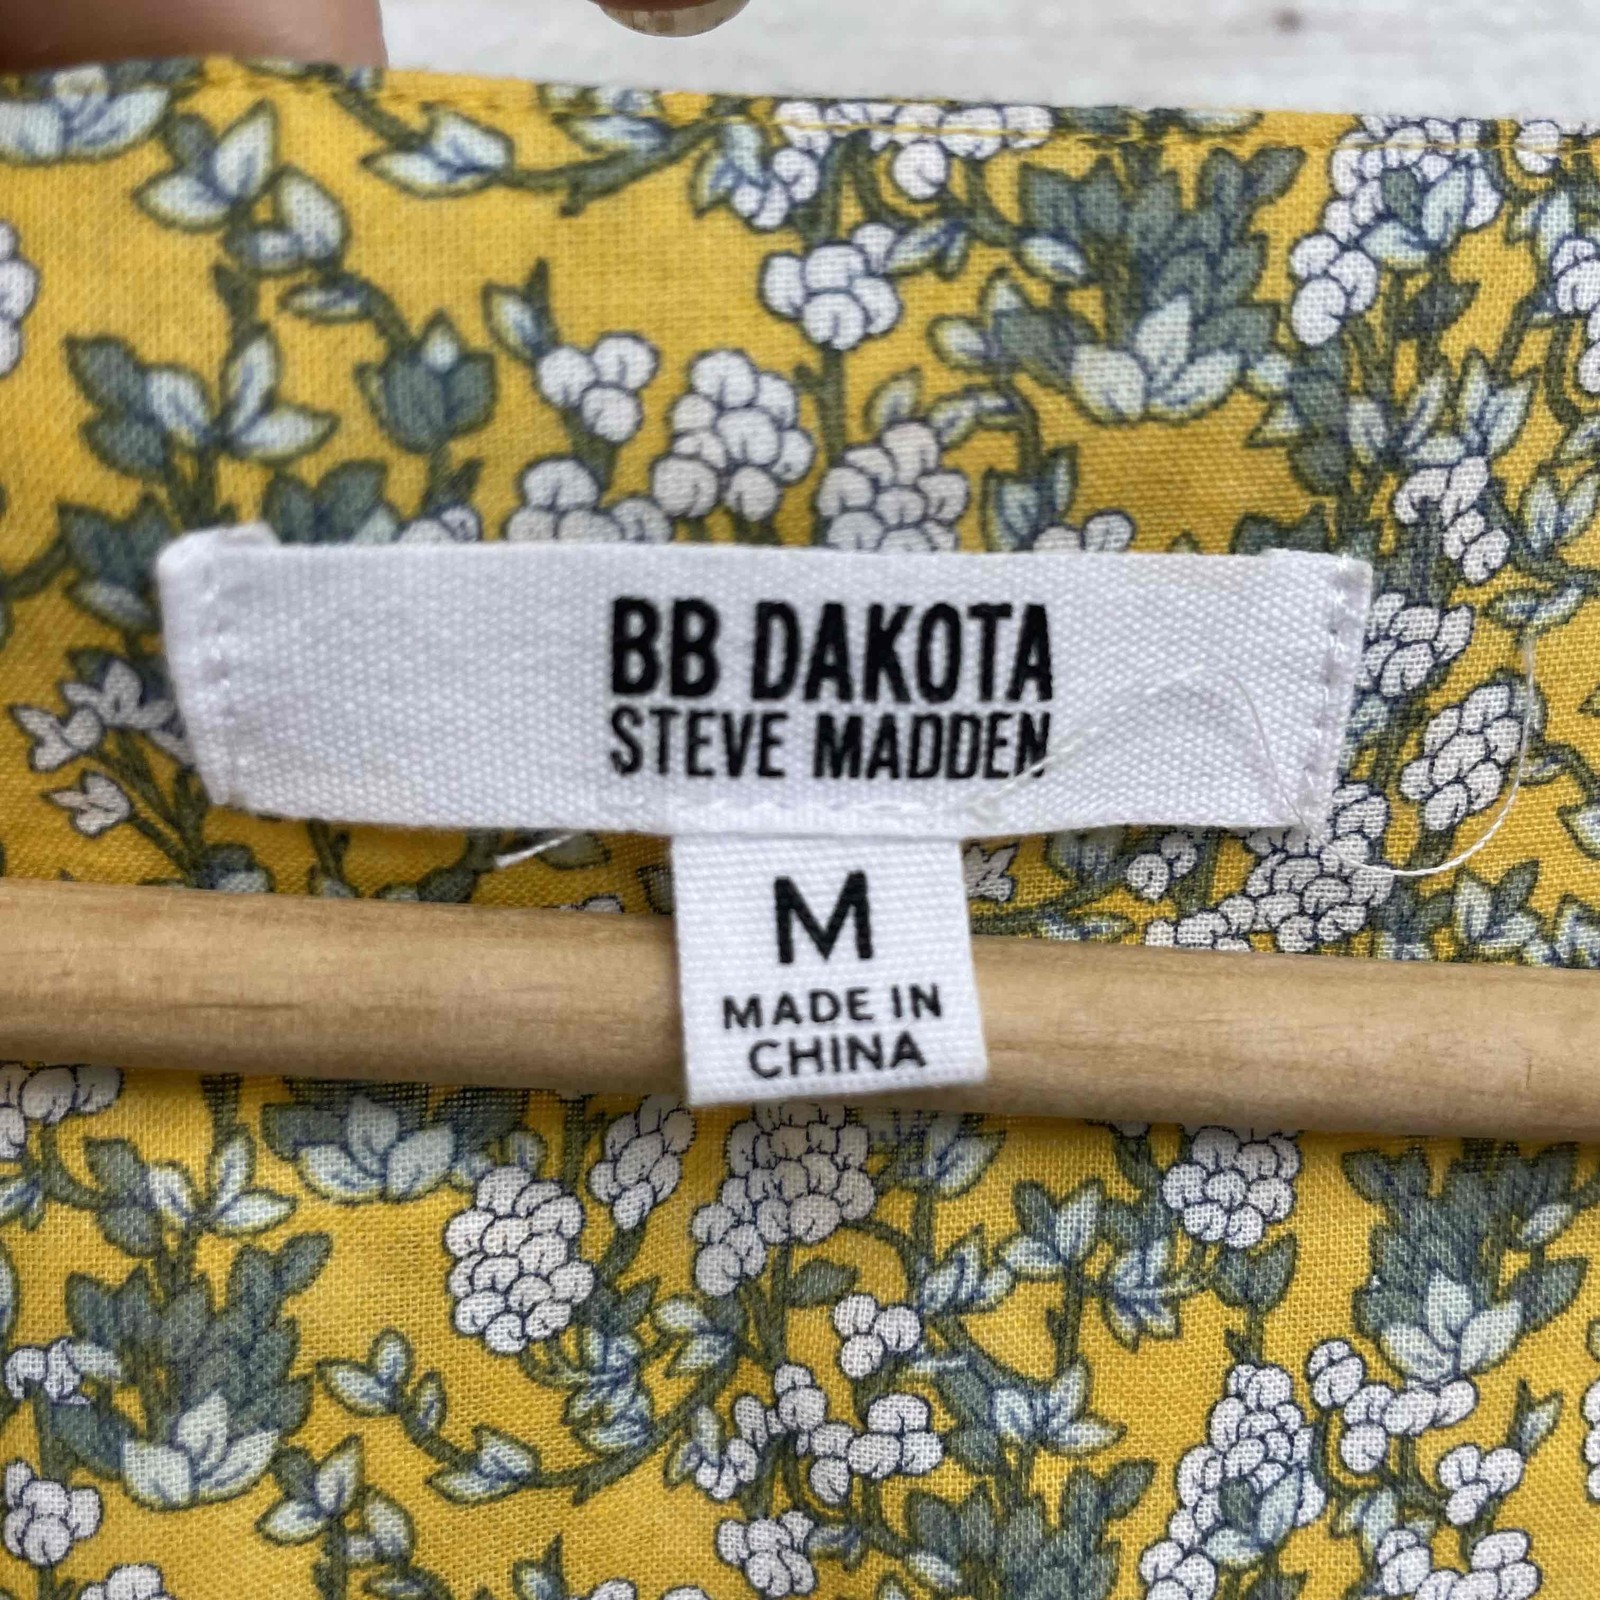 BB DAKOTA
STEVE MADDEN
M
MADE IN
CHINA